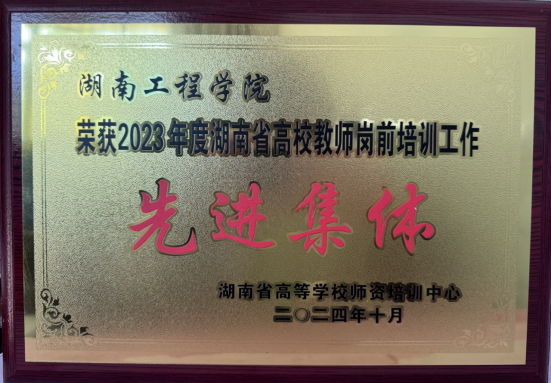 湖南工程学院
荣获2023年度湖南省高校教师岗前培训工作
先进集体
湖南省高等学校师资培训中心
二〇二四年十月